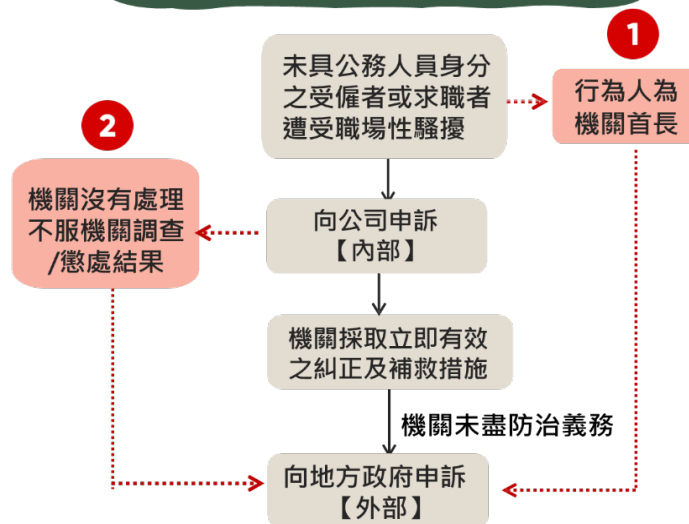 1
未具公務人員身分
之受僱者或求職者
遭受職場性騷擾
行為人為
機關首長
2
機關沒有處理
不服機關調查
/懲處結果
向公司申訴
【內部】
機關採取立即有效
之糾正及補救措施
機關未盡防治義務
向地方政府申訴
【外部】